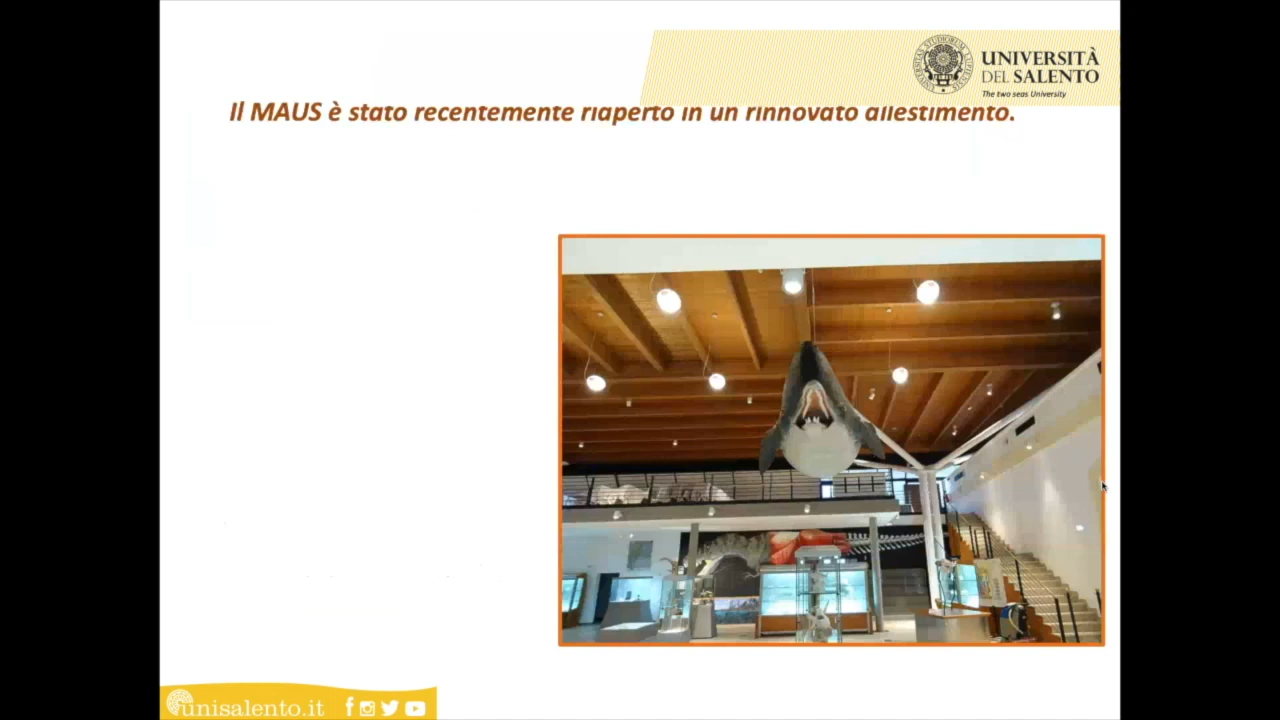 UNIVERSITÀ
DEL SALENTO
The two seas University
Il MAUS è stato recentemente riaperto in un rinnovato allestimento.
unisalento.it